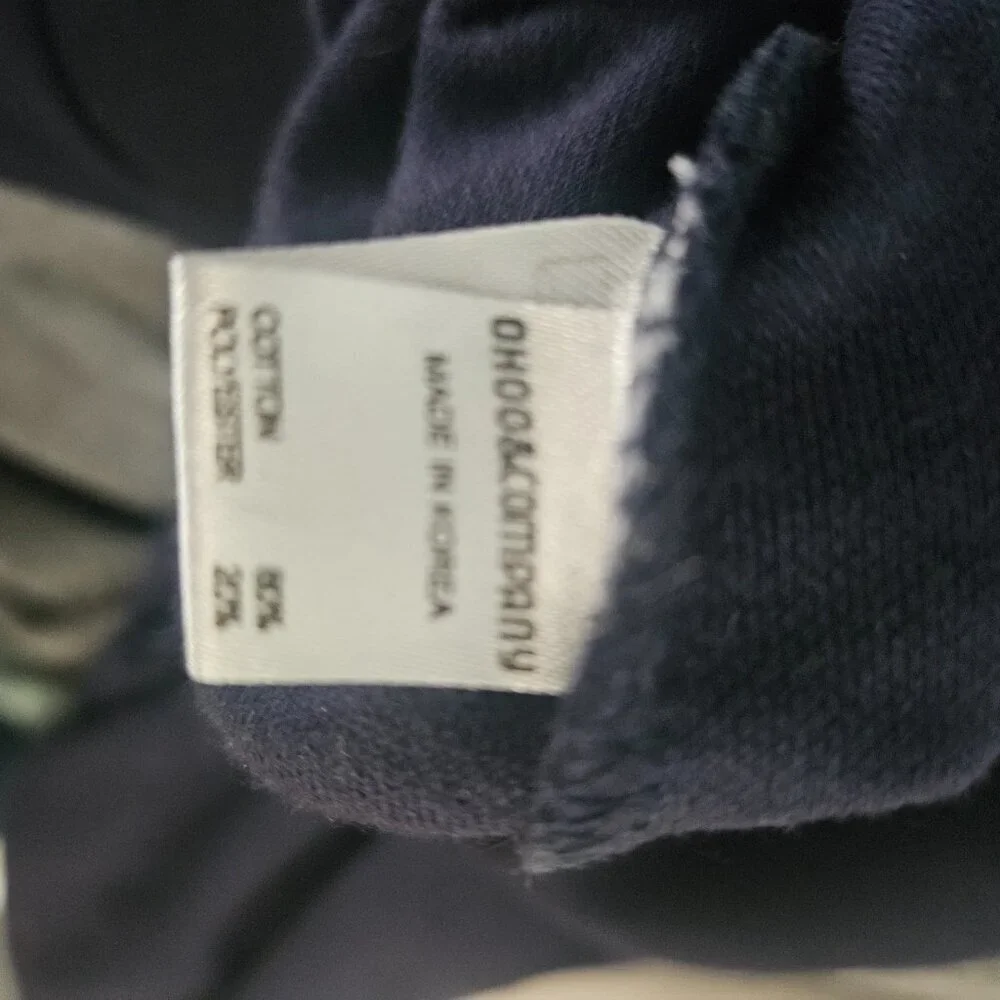 OHOO&COMPANY
MADE IN KOREA
COTTON 80%
POLYESTER 20%